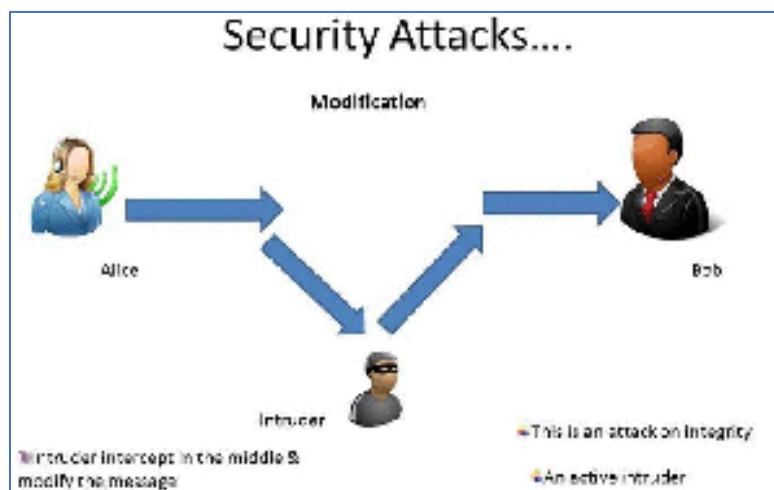 Security Attacks....
Modification
Alice
Bob
Intruder
Intruder intercept in the middle &
modify the message
This is an attack on integrity
An active intruder